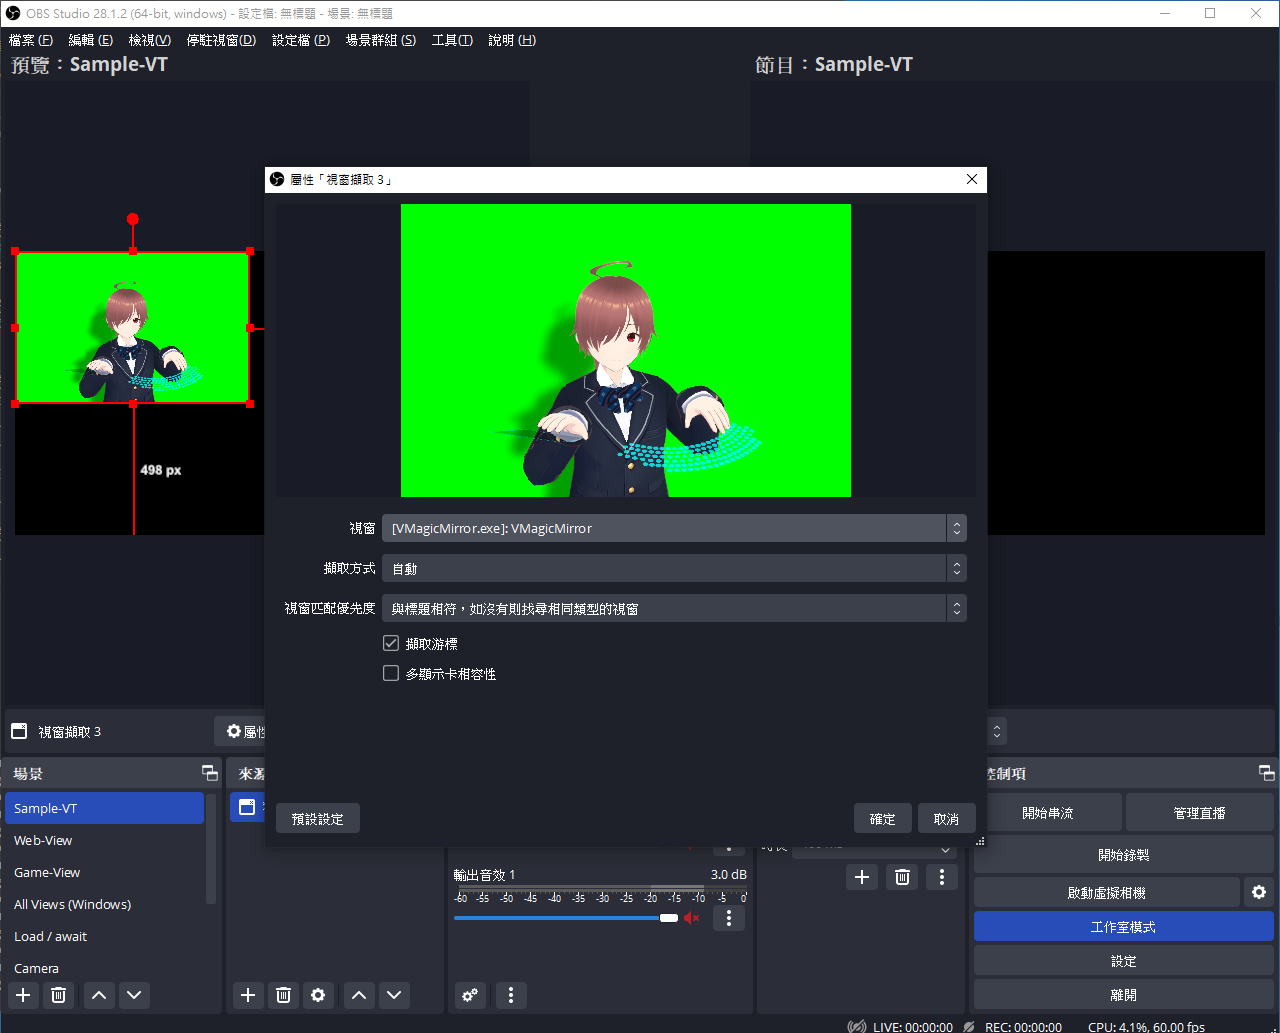 OBS Studio 28.1.2 (64-bit, windows) - 設定檔: 無標題 - 場景: 無標題
檔案 (F) 編輯 (E) 檢視(V) 停駐視窗(D) 設定檔 (P) 場景群組 (S) 工具(T) 說明 (H)
預覽：Sample-VT
節目：Sample-VT
屬性「視窗擷取 3」
498 px
視窗 [VMagicMirror.exe]: VMagicMirror
擷取方式 自動
視窗匹配優先度 與標題相符，如沒有則找尋相同類型的視窗
擷取游標
多顯示卡相容性
預設設定 確定 取消
視窗擷取 3
屬性
場景
Sample-VT
Web-View
Game-View
All Views (Windows)
Load / await
Camera
來源
輸出音效 1 3.0 dB
-60 -55 -50 -45 -40 -35 -30 -25 -20 -15 -10 -5 0
控制項
開始串流 管理直播
開始錄製
啟動虛擬相機
工作室模式
設定
離開
LIVE: 00:00:00 REC: 00:00:00 CPU: 4.1%, 60.00 fps